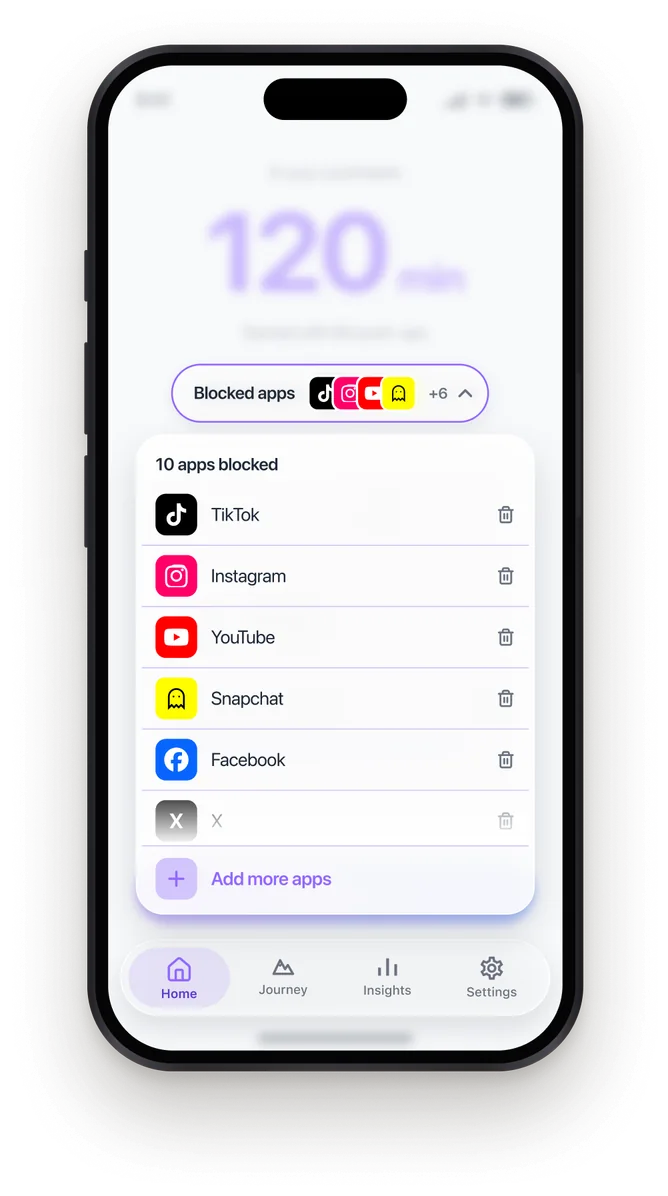 120 min
Blocked apps +6
10 apps blocked
TikTok
Instagram
YouTube
Snapchat
Facebook
X X
Add more apps
Home
Journey
Insights
Settings